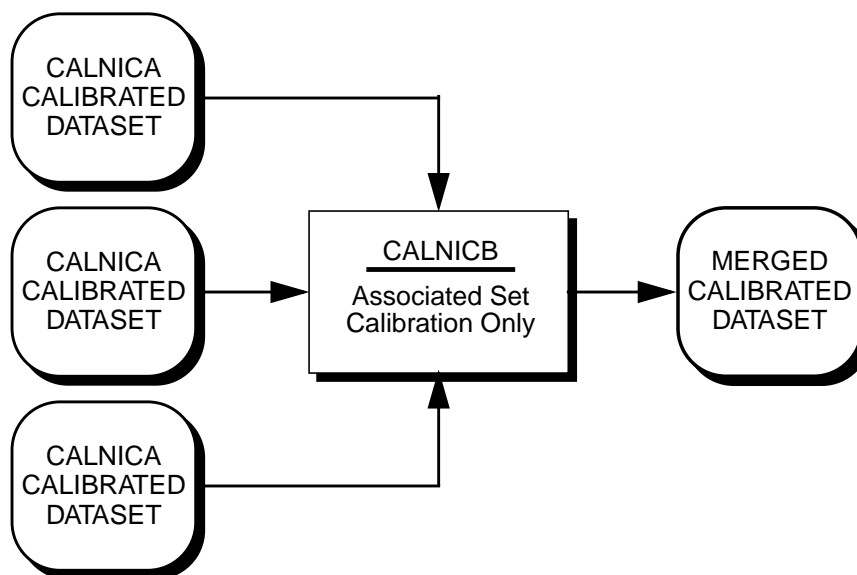 CALNICA
CALIBRATED
DATASET
CALNICA
CALIBRATED
DATASET
CALNICA
CALIBRATED
DATASET
CALNICB
Associated Set
Calibration Only
MERGED
CALIBRATED
DATASET